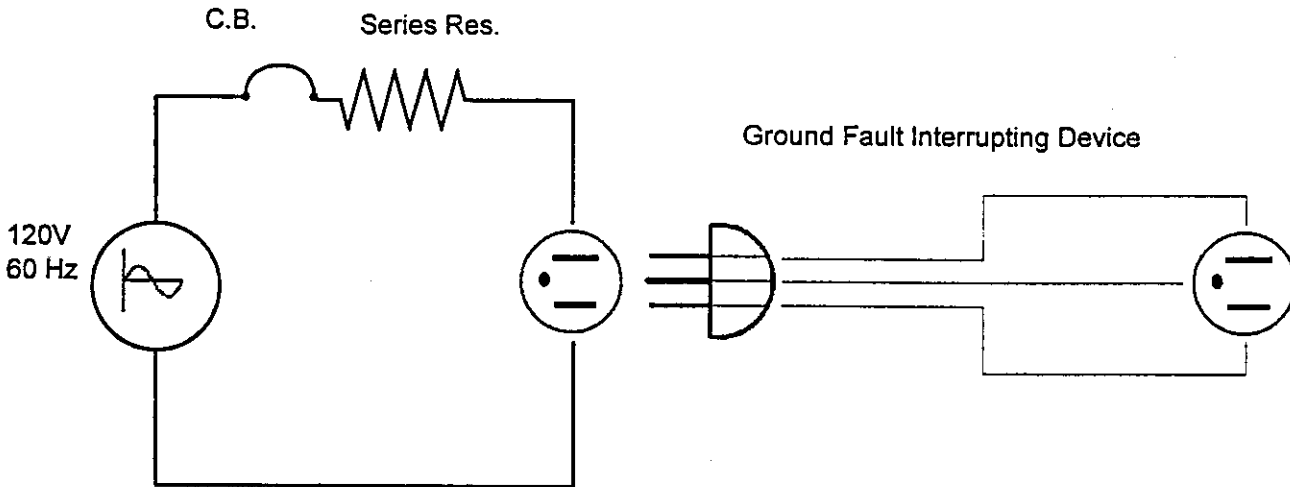 C.B.
Series Res.
Ground Fault Interrupting Device
120V
60 Hz